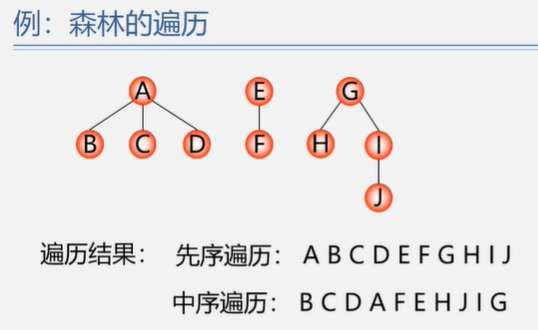 例：森林的遍历
A E G
B C D F H I
J
遍历结果： 先序遍历： A B C D E F G H I J
中序遍历： B C D A F E H J I G